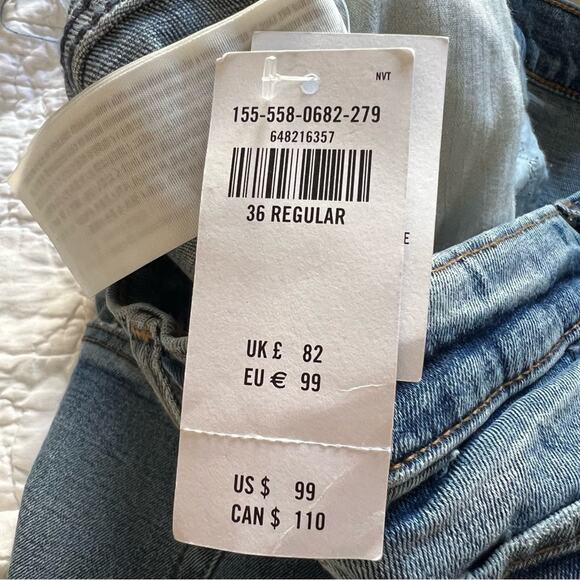 NVT
155-558-0682-279
648216357
36 REGULAR
E
UK £ 82
EU € 99
US $ 99
CAN $ 110